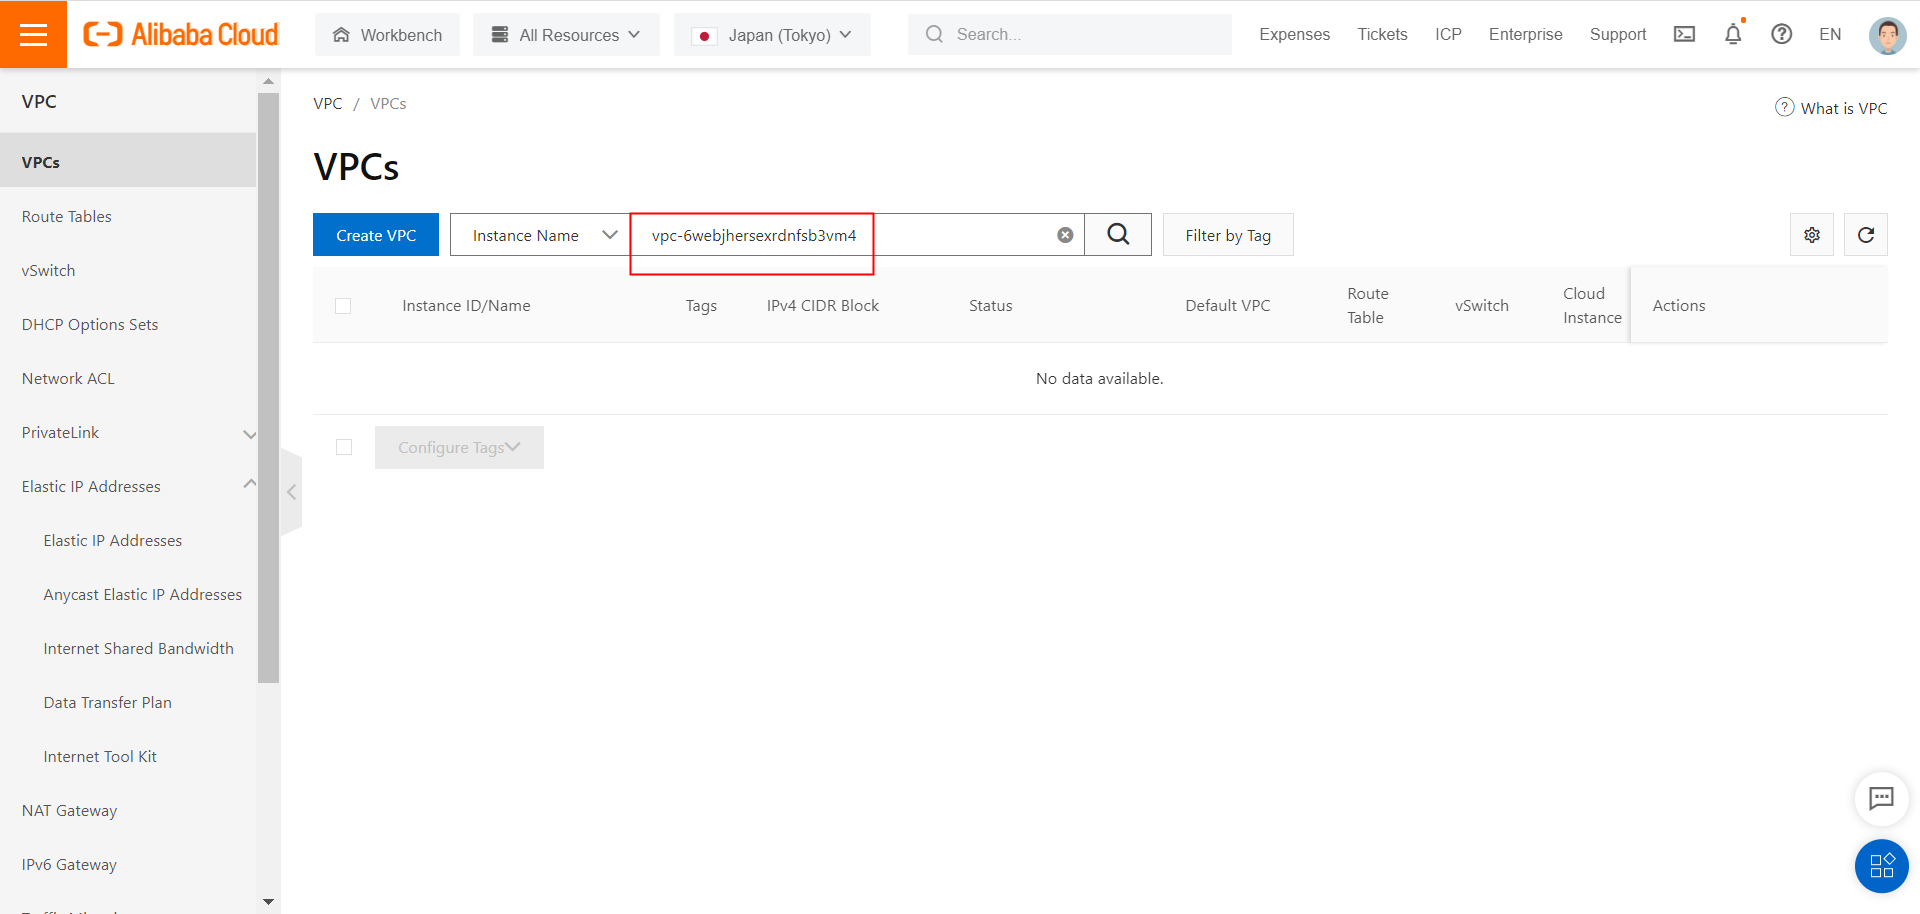 Alibaba Cloud
Workbench
All Resources
Japan (Tokyo)
Search...
Expenses
Tickets
ICP
Enterprise
Support
EN
VPC
VPCs
Route Tables
vSwitch
DHCP Options Sets
Network ACL
PrivateLink
Elastic IP Addresses
Elastic IP Addresses
Anycast Elastic IP Addresses
Internet Shared Bandwidth
Data Transfer Plan
Internet Tool Kit
NAT Gateway
IPv6 Gateway
VPC / VPCs
What is VPC
VPCs
Create VPC
Instance Name
vpc-6webjhersexrdnfsb3vm4
Filter by Tag
Instance ID/Name
Tags
IPv4 CIDR Block
Status
Default VPC
Route
Table
vSwitch
Cloud
Instance
Actions
No data available.
Configure Tags